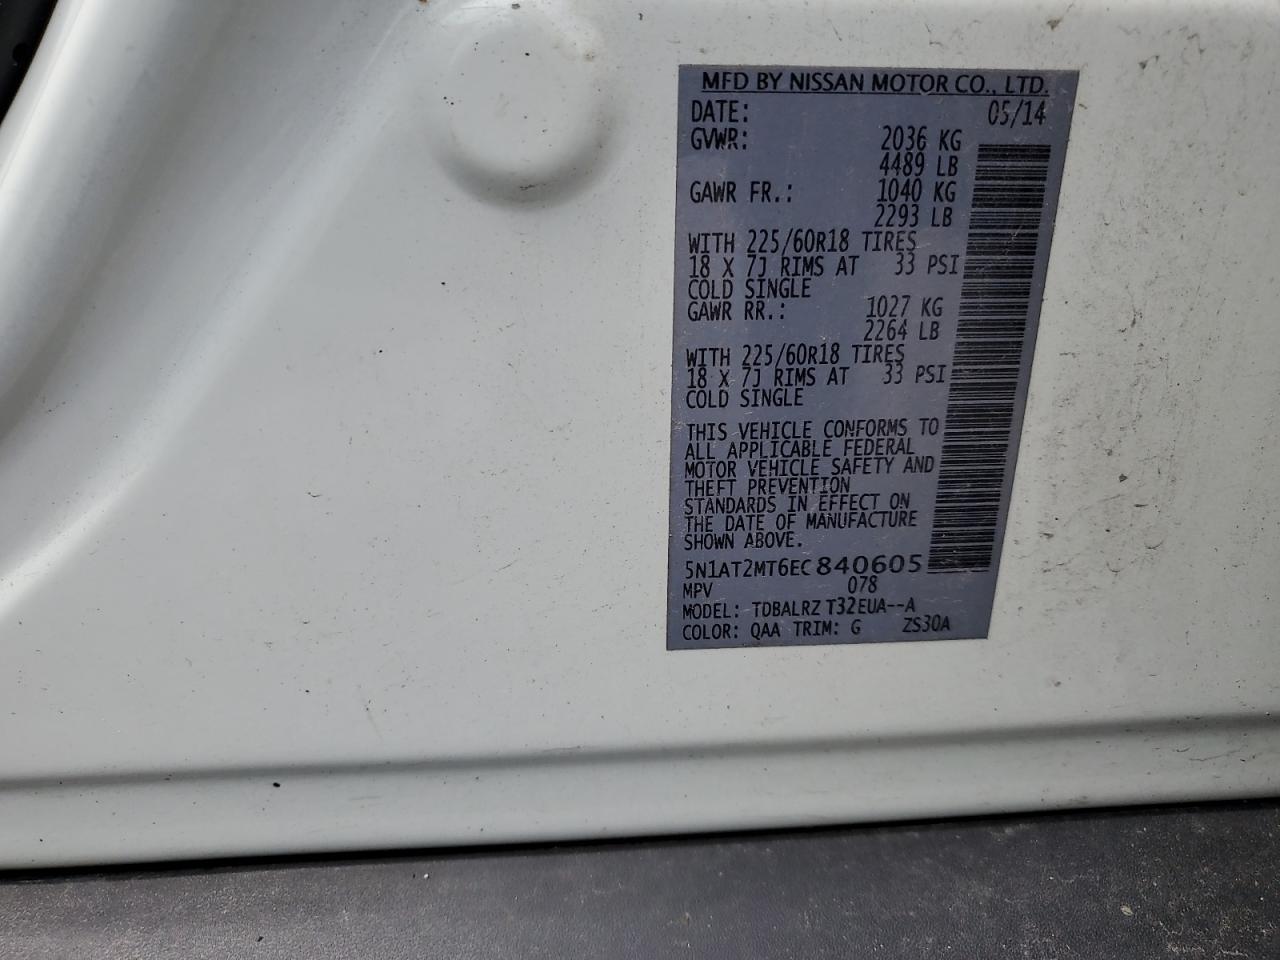 MFD BY NISSAN MOTOR CO., LTD.
DATE: 05/14
GVWR: 2036 KG
4489 LB
GAWR FR.: 1040 KG
2293 LB
WITH 225/60R18 TIRES
18 X 7J RIMS AT 33 PSI
COLD SINGLE
GAWR RR.: 1027 KG
2264 LB
WITH 225/60R18 TIRES
18 X 7J RIMS AT 33 PSI
COLD SINGLE
THIS VEHICLE CONFORMS TO
ALL APPLICABLE FEDERAL
MOTOR VEHICLE SAFETY AND
THEFT PREVENTION
STANDARDS IN EFFECT ON
THE DATE OF MANUFACTURE
SHOWN ABOVE.
5N1AT2MT6EC840605
MPV 078
MODEL: TDBALRZ T32EUA--A
COLOR: QAA TRIM: G ZS30A